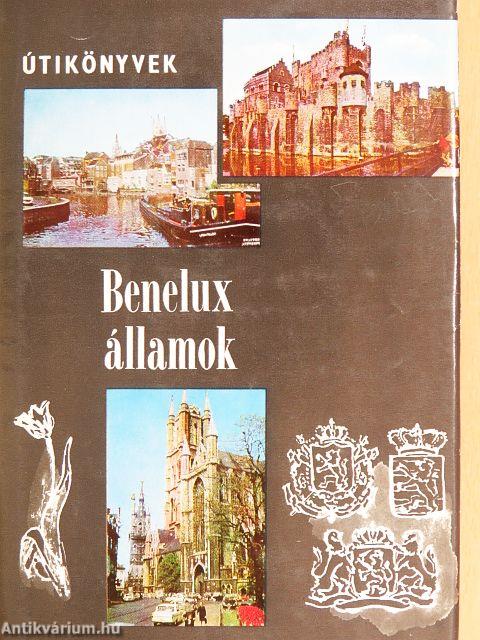 ÚTIKÖNYVEK
Benelux
államok
Antikvárium.hu